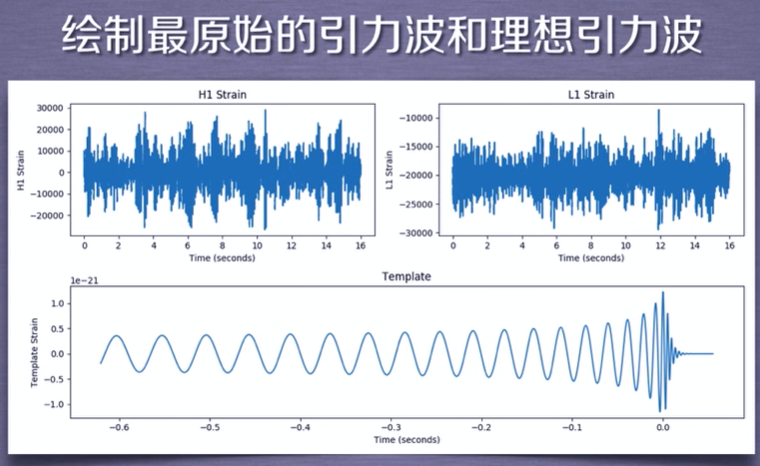 绘制最原始的引力波和理想引力波
H1 Strain
L1 Strain
30000
20000
10000
0
−10000
−20000
H1 Strain
0 2 4 6 8 10 12 14 16
Time (seconds)
−10000
−15000
−20000
−25000
−30000
L1 Strain
0 2 4 6 8 10 12 14 16
Time (seconds)
Template
1e−21
1.0
0.5
0.0
−0.5
−1.0
Template Strain
−0.6 −0.5 −0.4 −0.3 −0.2 −0.1 0.0
Time (seconds)